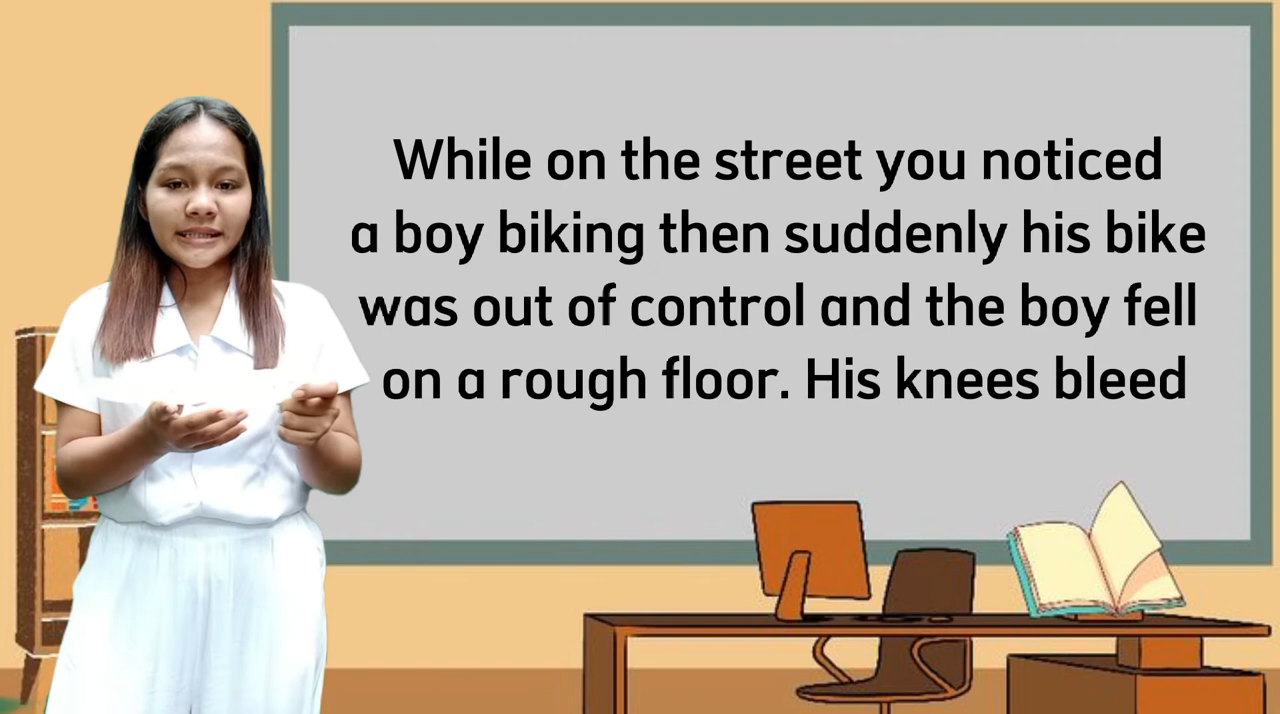 While on the street you noticed
a boy biking then suddenly his bike
was out of control and the boy fell
on a rough floor. His knees bleed